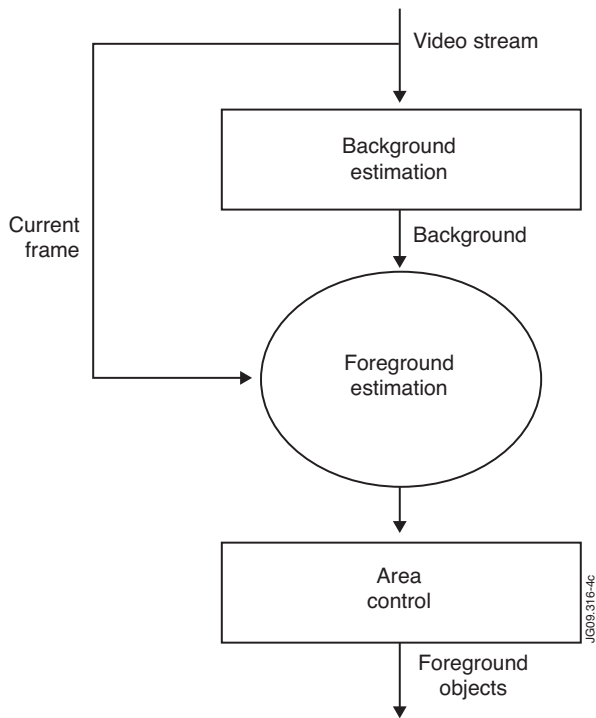 Video stream
Background
estimation
Current
frame
Background
Foreground
estimation
Area
control
JG09.316-4c
Foreground
objects